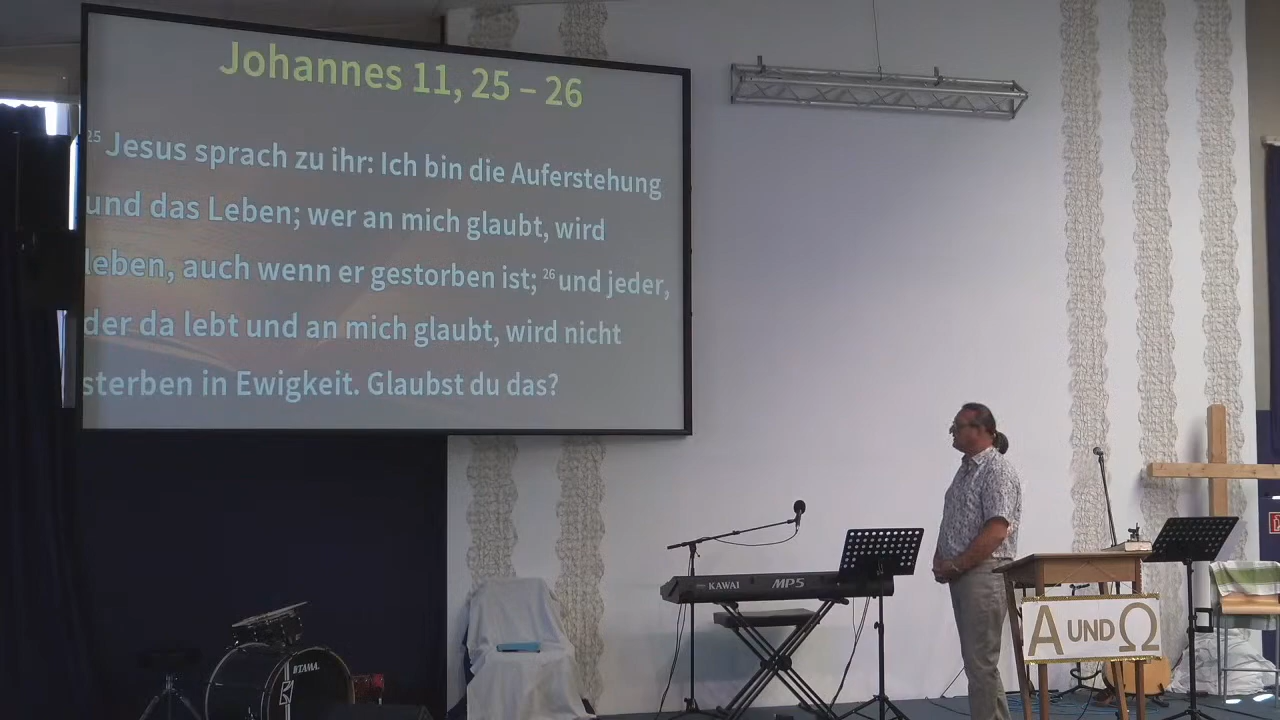 Johannes 11, 25 – 26
25 Jesus sprach zu ihr: Ich bin die Auferstehung
und das Leben; wer an mich glaubt, wird
leben, auch wenn er gestorben ist; 26 und jeder,
der da lebt und an mich glaubt, wird nicht
sterben in Ewigkeit. Glaubst du das?
KAWAI MP5
TAMA
A UND Ω